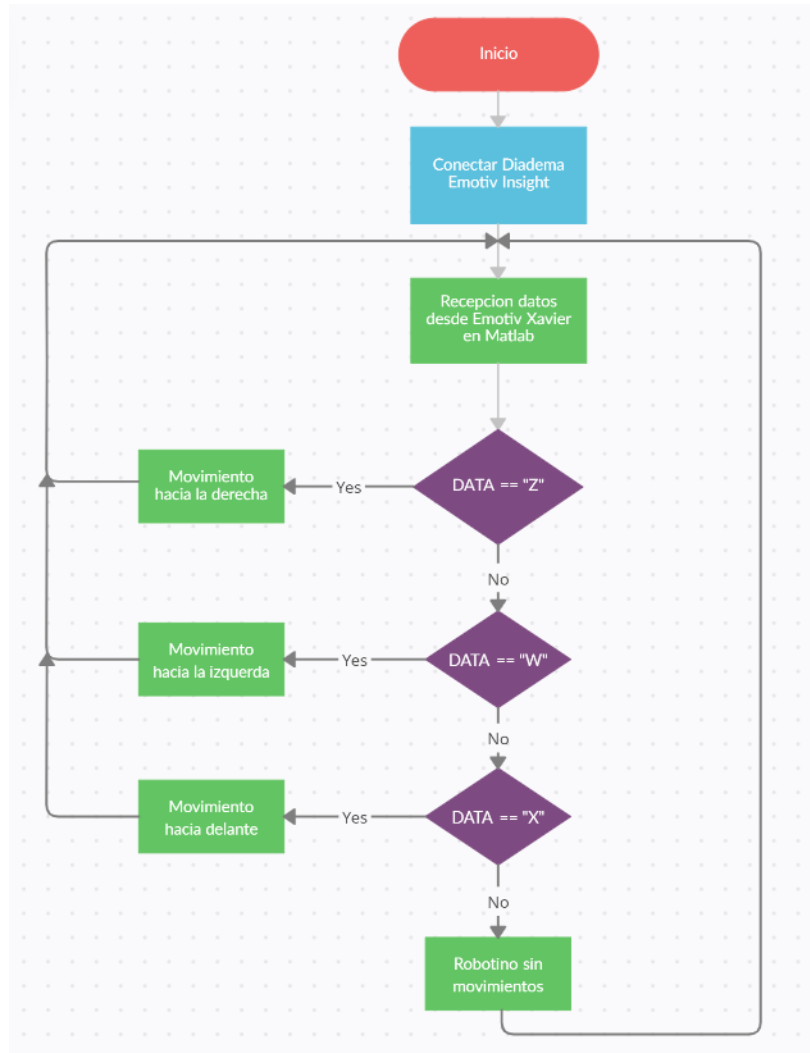 Inicio
Conectar Diadema
Emotiv Insight
Recepcion datos
desde Emotiv Xavier
en Matlab
DATA == "Z"
Yes
Movimiento
hacia la derecha
No
DATA == "W"
Yes
Movimiento
hacia la izquerda
No
DATA == "X"
Yes
Movimiento
hacia delante
No
Robotino sin
movimientos